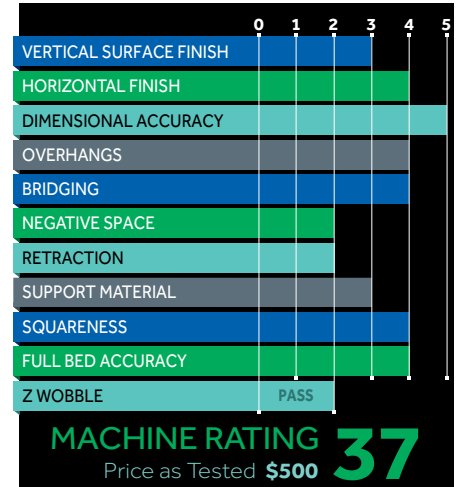 0 1 2 3 4 5
VERTICAL SURFACE FINISH
HORIZONTAL FINISH
DIMENSIONAL ACCURACY
OVERHANGS
BRIDGING
NEGATIVE SPACE
RETRACTION
SUPPORT MATERIAL
SQUARENESS
FULL BED ACCURACY
Z WOBBLE PASS
MACHINE RATING 37
Price as Tested $500